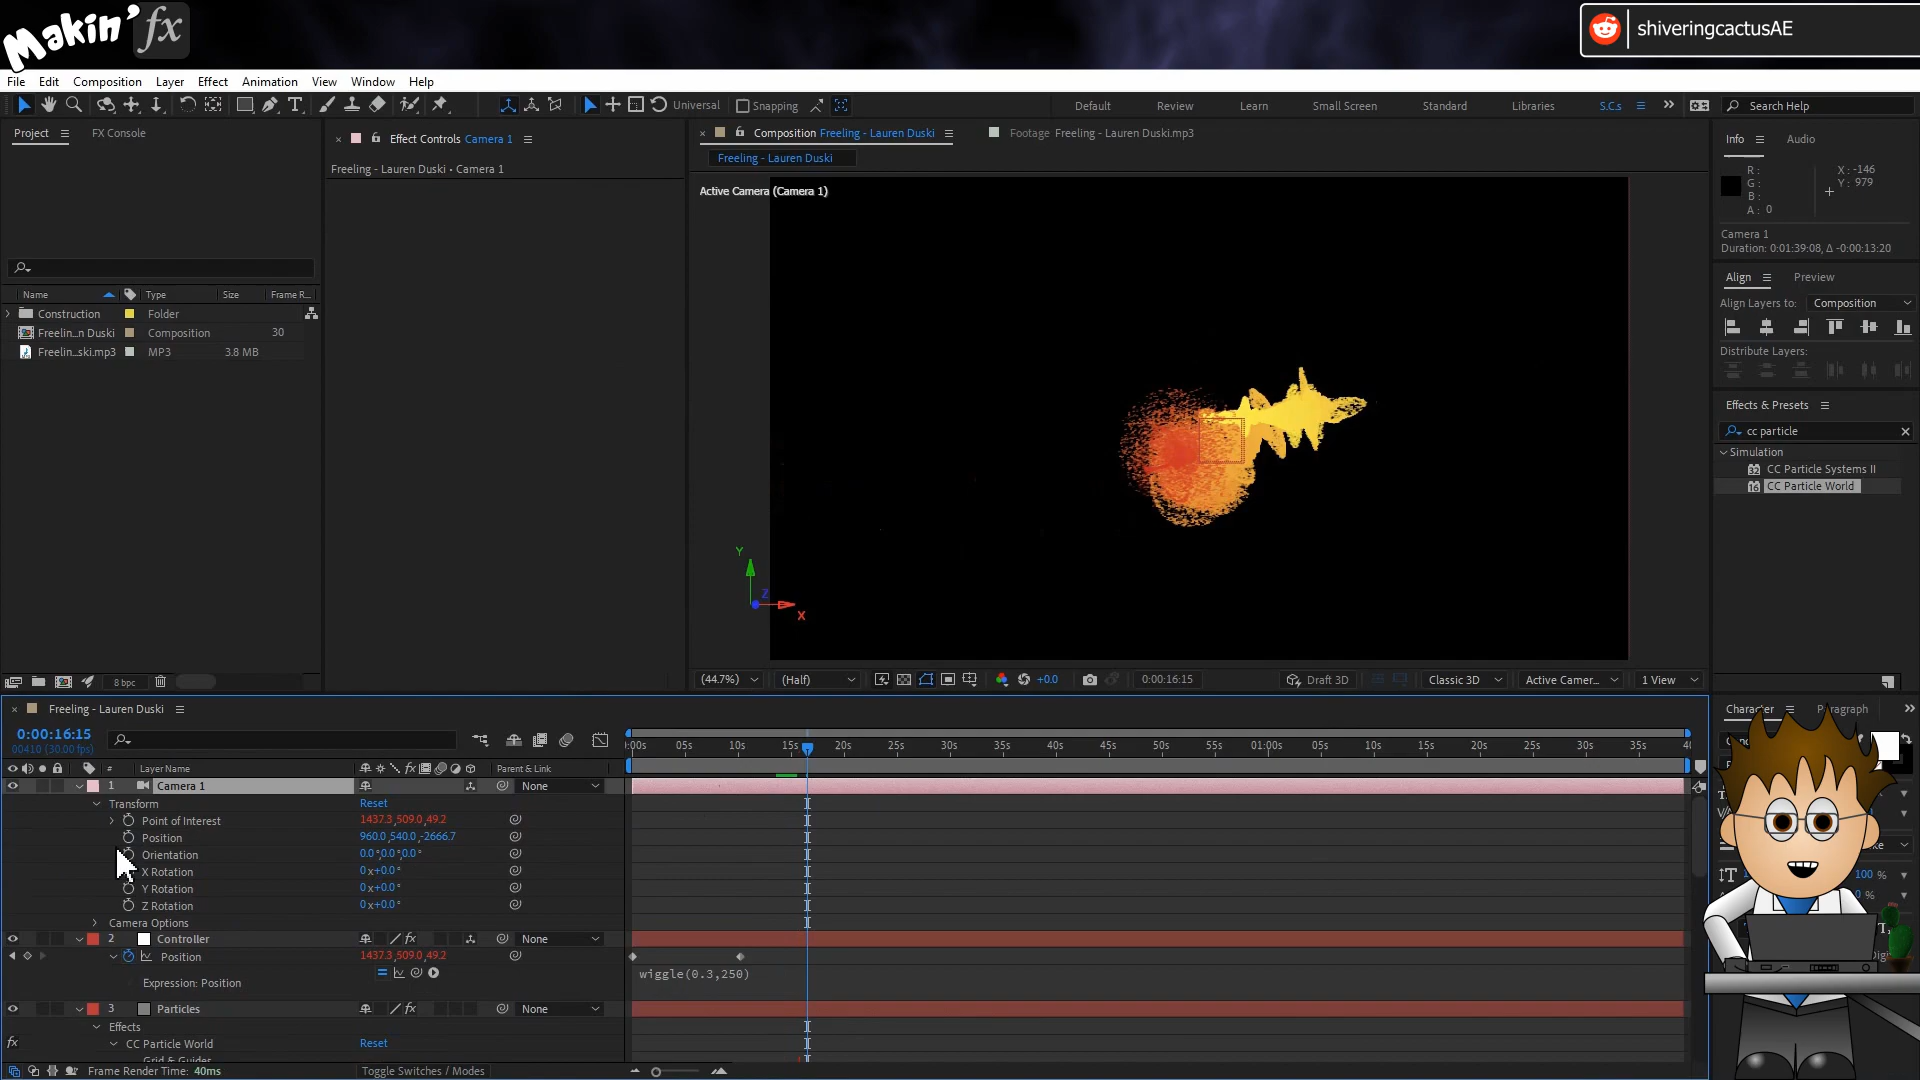 Makin' fx
shiveringcactusAE
File Edit Composition Layer Effect Animation View Window Help
Universal Snapping Default Review Learn Small Screen Standard Libraries S.C.s Search Help
Project FX Console
Effect Controls Camera 1
Freeling - Lauren Duski • Camera 1
Composition Freeling - Lauren Duski Footage Freeling - Lauren Duski.mp3
Freeling - Lauren Duski
Active Camera (Camera 1)
Info Audio
R: X: -146
G: Y: 979
B:
A: 0
Camera 1
Duration: 0:01:39:08, Δ -0:00:13:20
Align Preview
Align Layers to: Composition
Distribute Layers:
Effects & Presets
cc particle
Simulation
32 CC Particle Systems II
16 CC Particle World
Name Type Size Frame R...
Construction Folder
Freelin...n Duski Composition 30
Freelin...ski.mp3 MP3 3.8 MB
Y
Z
X
8 bpc
(44.7%) (Half) +0.0 0:00:16:15 Draft 3D Classic 3D Active Camer... 1 View
Freeling - Lauren Duski
Character Paragraph
0:00:16:15
00410 (30.00 fps)
:00s 05s 10s 15s 20s 25s 30s 35s 40s 45s 50s 55s 01:00s 05s 10s 15s 20s 25s 30s 35s 40
# Layer Name fx Parent & Link
1 Camera 1 None
Transform Reset
Point of Interest 1437.3,509.0,49.2
Position 960.0,540.0,-2666.7
Orientation 0.0°,0.0°,0.0°
X Rotation 0x+0.0°
Y Rotation 0x+0.0°
Z Rotation 0x+0.0°
Camera Options
2 Controller fx None
Position 1437.3,509.0,49.2
wiggle(0.3,250)
Expression: Position
3 Particles fx None
Effects
fx CC Particle World Reset
Grid & Guides
Frame Render Time: 40ms Toggle Switches / Modes
100 %